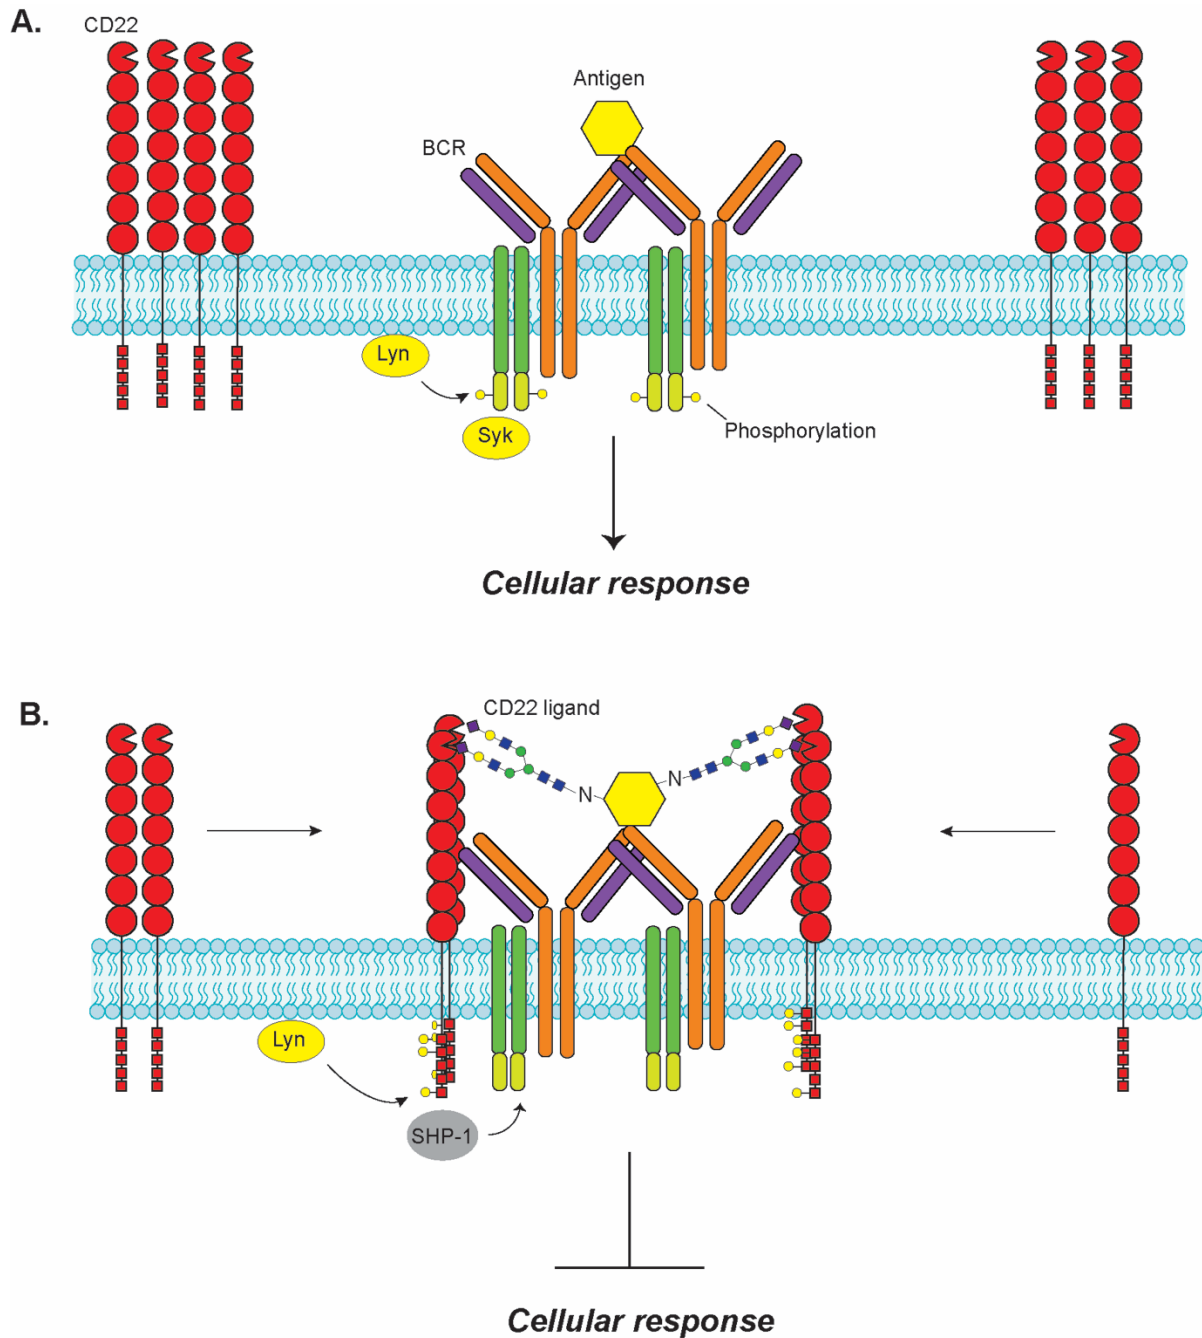 A.
CD22
Antigen
BCR
Lyn
Syk
Phosphorylation
Cellular response
B.
CD22 ligand
N
N
Lyn
SHP-1
Cellular response